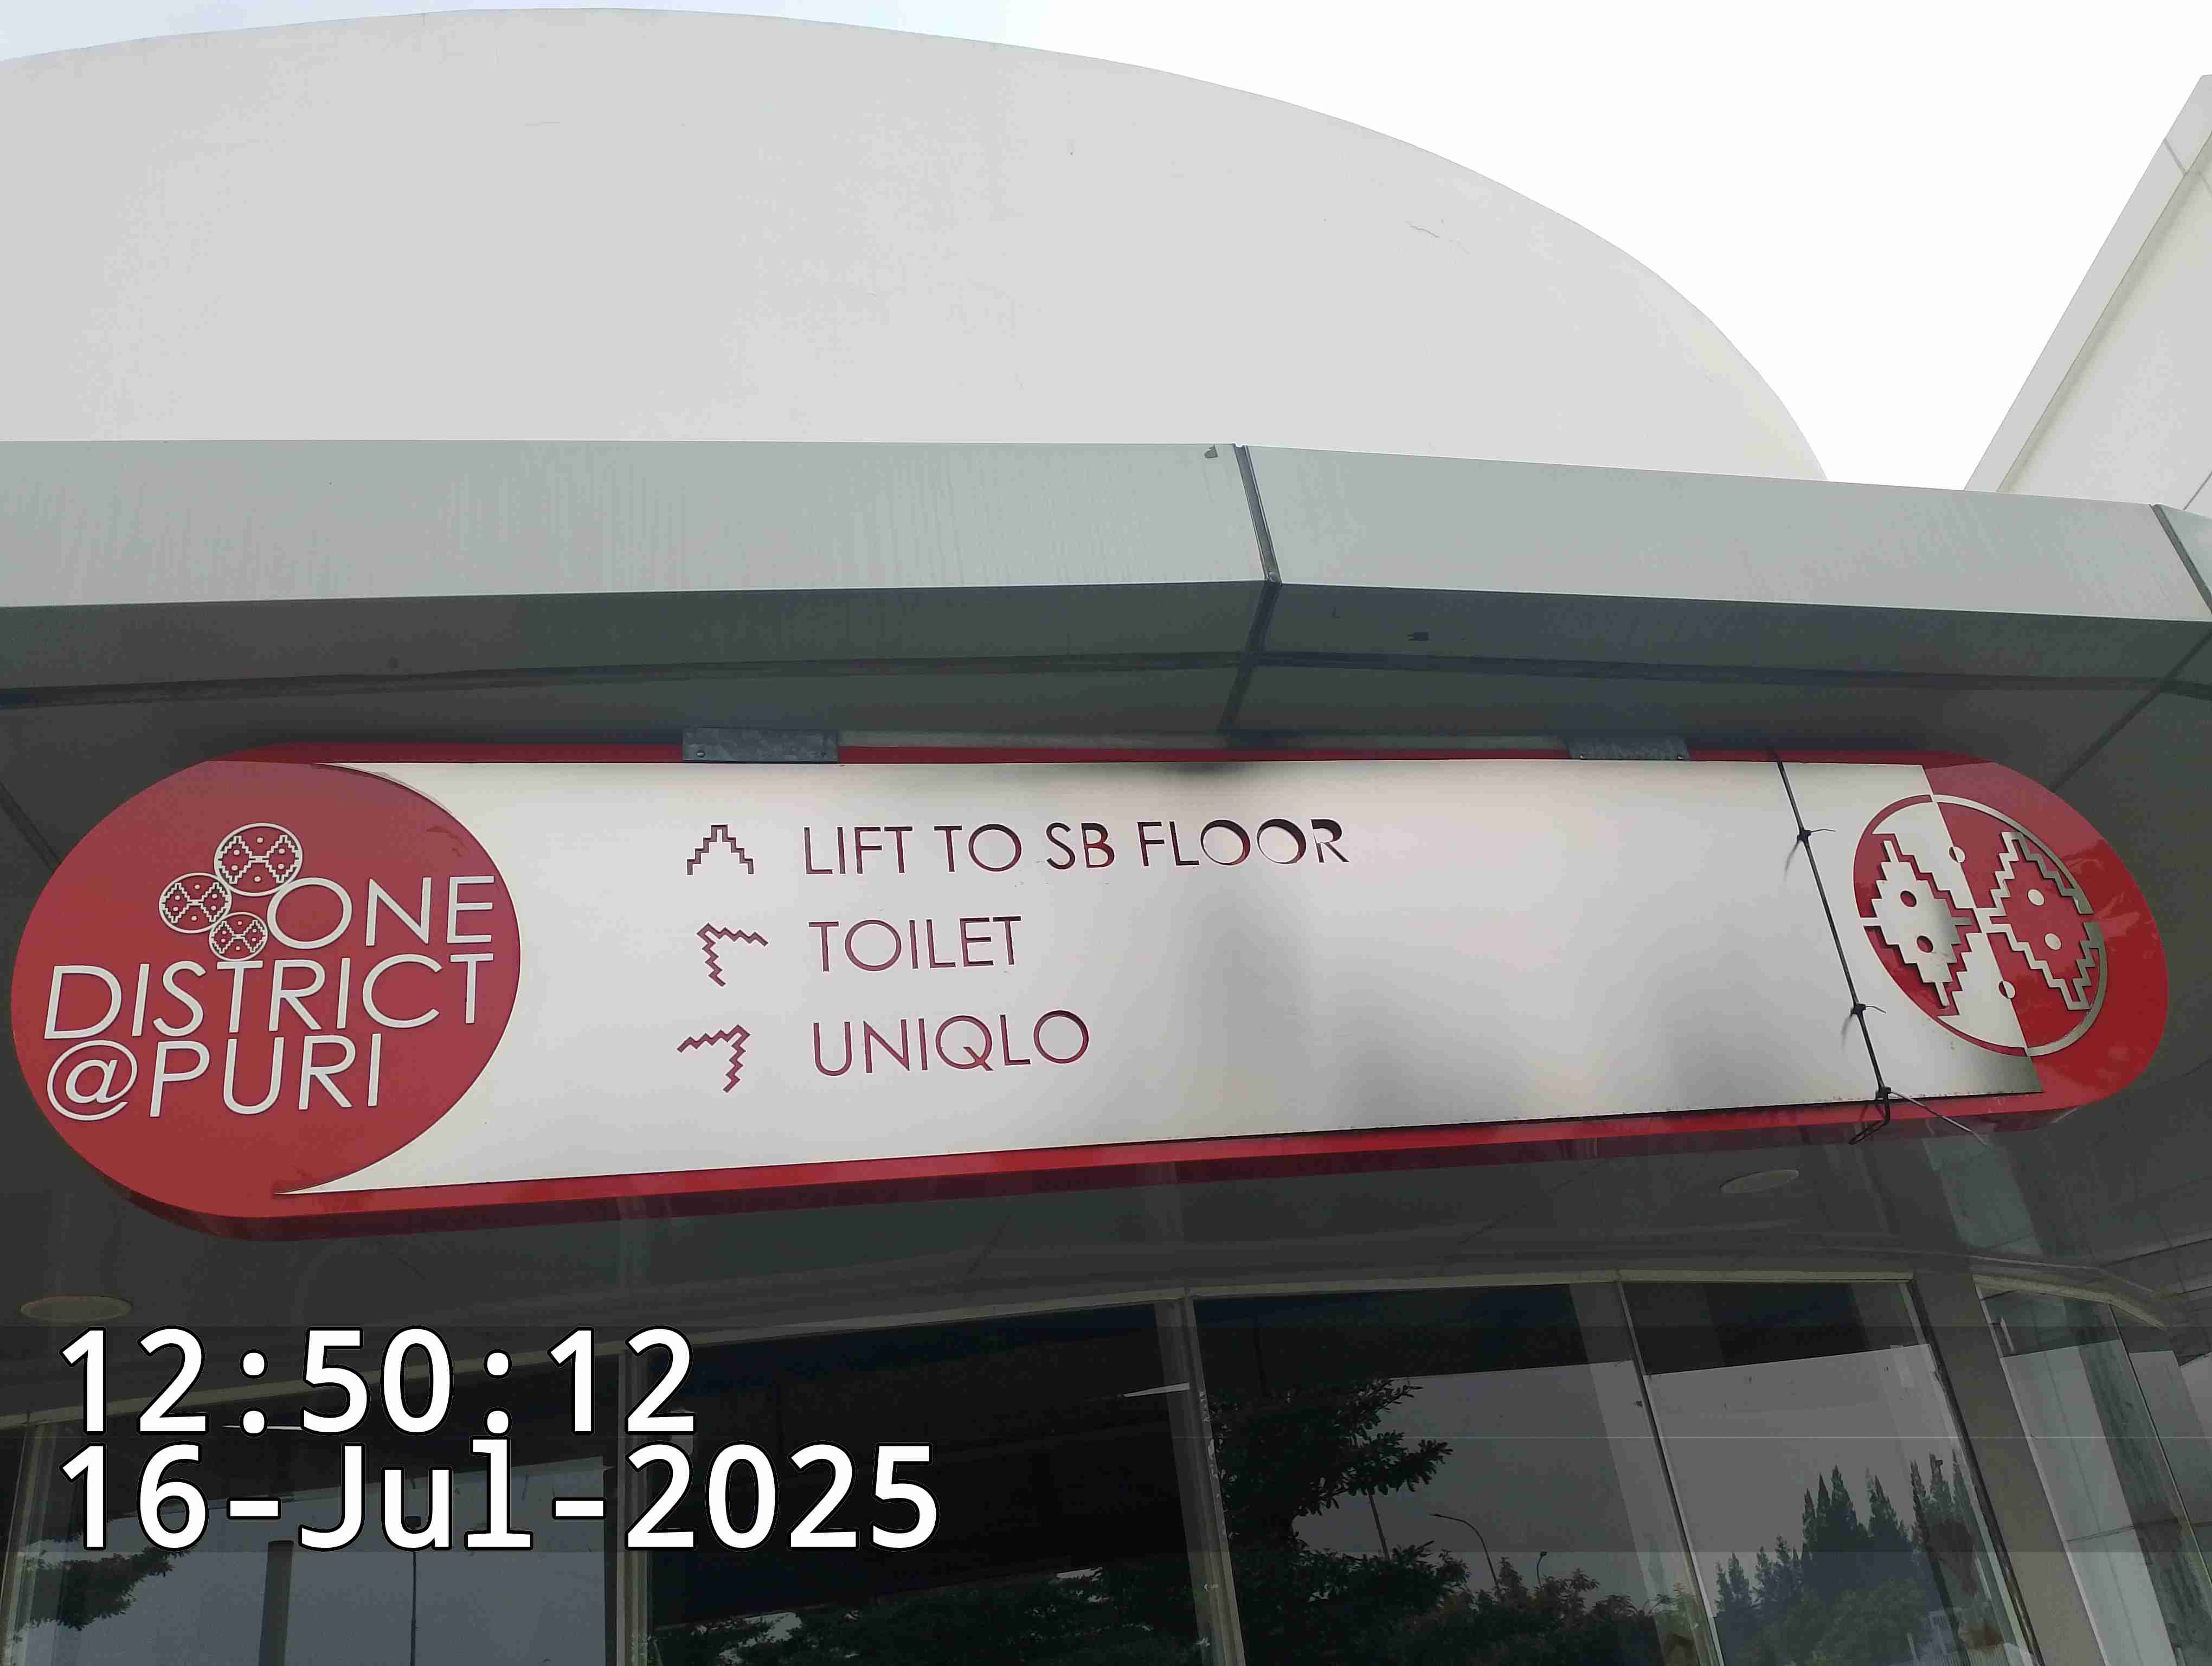 ONE
DISTRICT
@PURI
LIFT TO SB FLOOR
TOILET
UNIQLO
12:50:12
16-Jul-2025